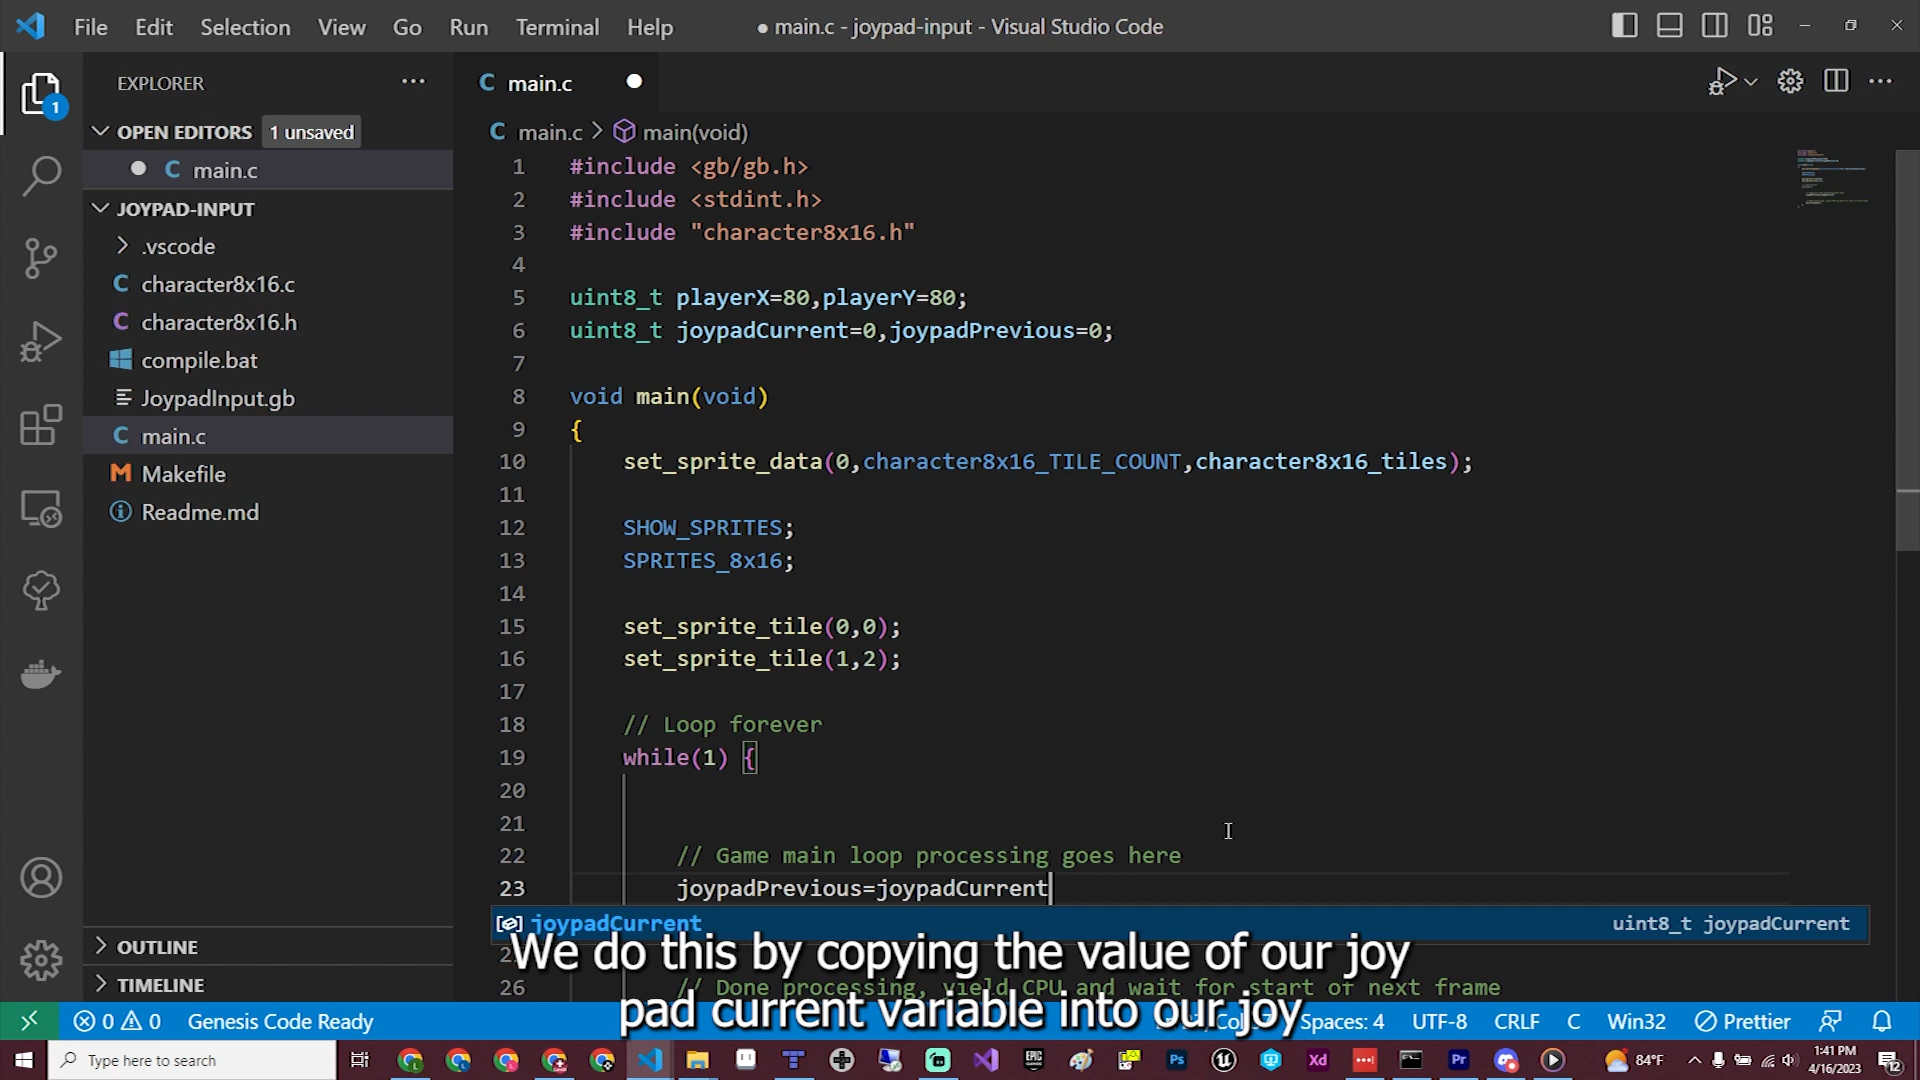 File Edit Selection View Go Run Terminal Help
● main.c - joypad-input - Visual Studio Code
EXPLORER
1
OPEN EDITORS 1 unsaved
C main.c
JOYPAD-INPUT
.vscode
C character8x16.c
C character8x16.h
compile.bat
JoypadInput.gb
C main.c
M Makefile
Readme.md
OUTLINE
TIMELINE
C main.c
C main.c > main(void)
1 #include <gb/gb.h>
2 #include <stdint.h>
3 #include "character8x16.h"
4
5 uint8_t playerX=80,playerY=80;
6 uint8_t joypadCurrent=0,joypadPrevious=0;
7
8 void main(void)
9 {
10 set_sprite_data(0,character8x16_TILE_COUNT,character8x16_tiles);
11
12 SHOW_SPRITES;
13 SPRITES_8x16;
14
15 set_sprite_tile(0,0);
16 set_sprite_tile(1,2);
17
18 // Loop forever
19 while(1) {
20
21
22 // Game main loop processing goes here
23 joypadPrevious=joypadCurrent
joypadCurrent uint8_t joypadCurrent
26 // Done processing, yield CPU and wait for start of next frame
We do this by copying the value of our joy
pad current variable into our joy
0 0 Genesis Code Ready
Spaces: 4 UTF-8 CRLF C Win32 Prettier
Type here to search
84°F
1:41 PM
4/16/2023
12